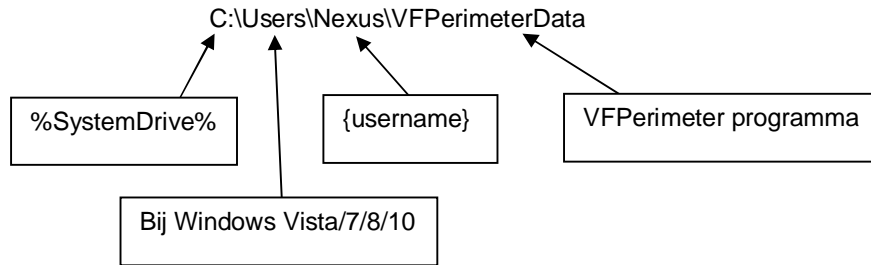 C:\Users\Nexus\VFPerimeterData
%SystemDrive%
{username}
VFPerimeter programma
Bij Windows Vista/7/8/10